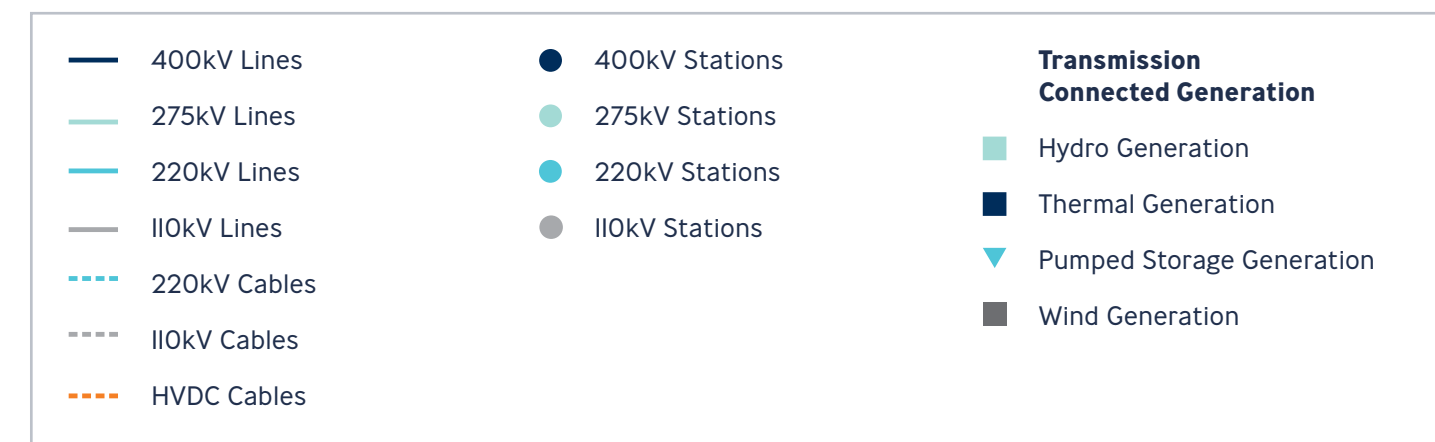 400kV Lines
275kV Lines
220kV Lines
110kV Lines
220kV Cables
110kV Cables
HVDC Cables
400kV Stations
275kV Stations
220kV Stations
110kV Stations
Transmission
Connected Generation
Hydro Generation
Thermal Generation
Pumped Storage Generation
Wind Generation